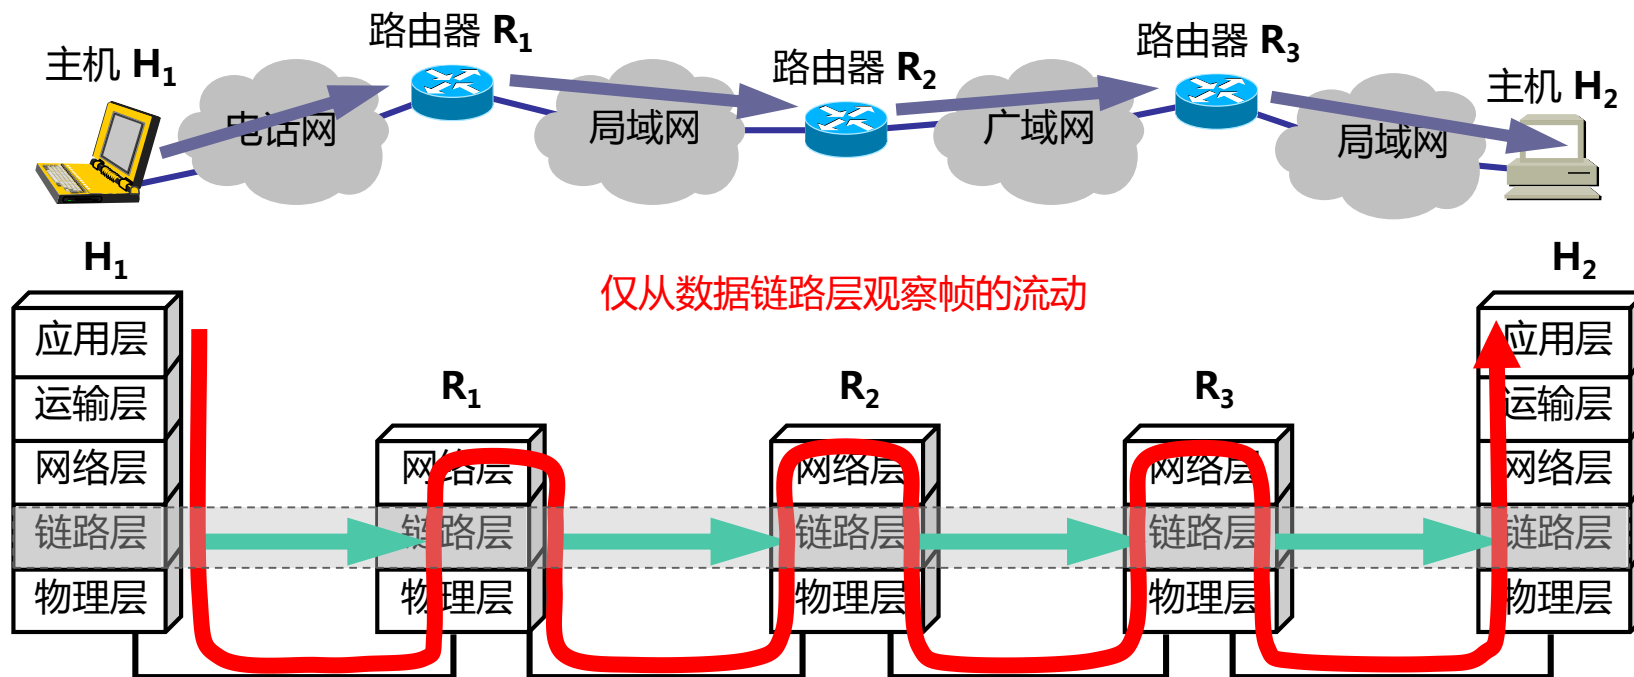 主机 H₁
路由器 R₁
路由器 R₂
路由器 R₃
主机 H₂
电话网
局域网
广域网
局域网
H₁
H₂
仅从数据链路层观察帧的流动
R₁
R₂
R₃
应用层
运输层
网络层
链路层
物理层
网络层
链路层
物理层
网络层
链路层
物理层
网络层
链路层
物理层
应用层
运输层
网络层
链路层
物理层